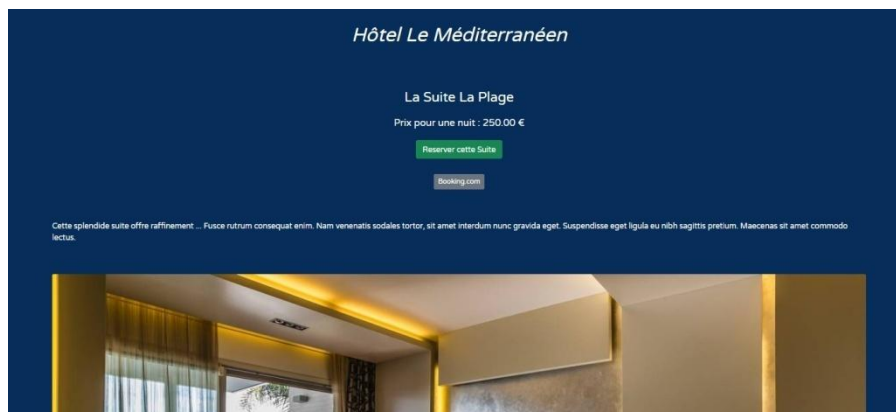 Hôtel Le Méditerranéen
La Suite La Plage
Prix pour une nuit : 250.00 €
Reserver cette Suite
Booking.com
Cette splendide suite offre raffinement ... Fusce rutrum consequat enim. Nam venenatis sodales tortor, sit amet interdum nunc gravida eget. Suspendisse eget ligula eu nibh sagittis pretium. Maecenas sit amet commodo
lectus.